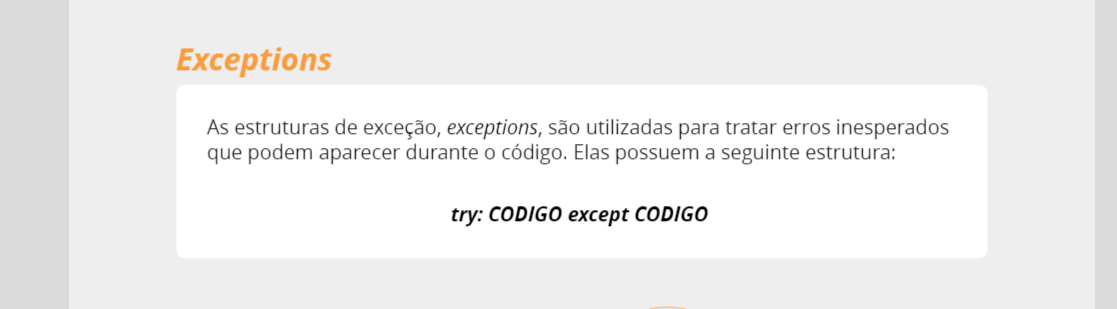 Exceptions
As estruturas de exceção, exceptions, são utilizadas para tratar erros inesperados
que podem aparecer durante o código. Elas possuem a seguinte estrutura:
try: CODIGO except CODIGO